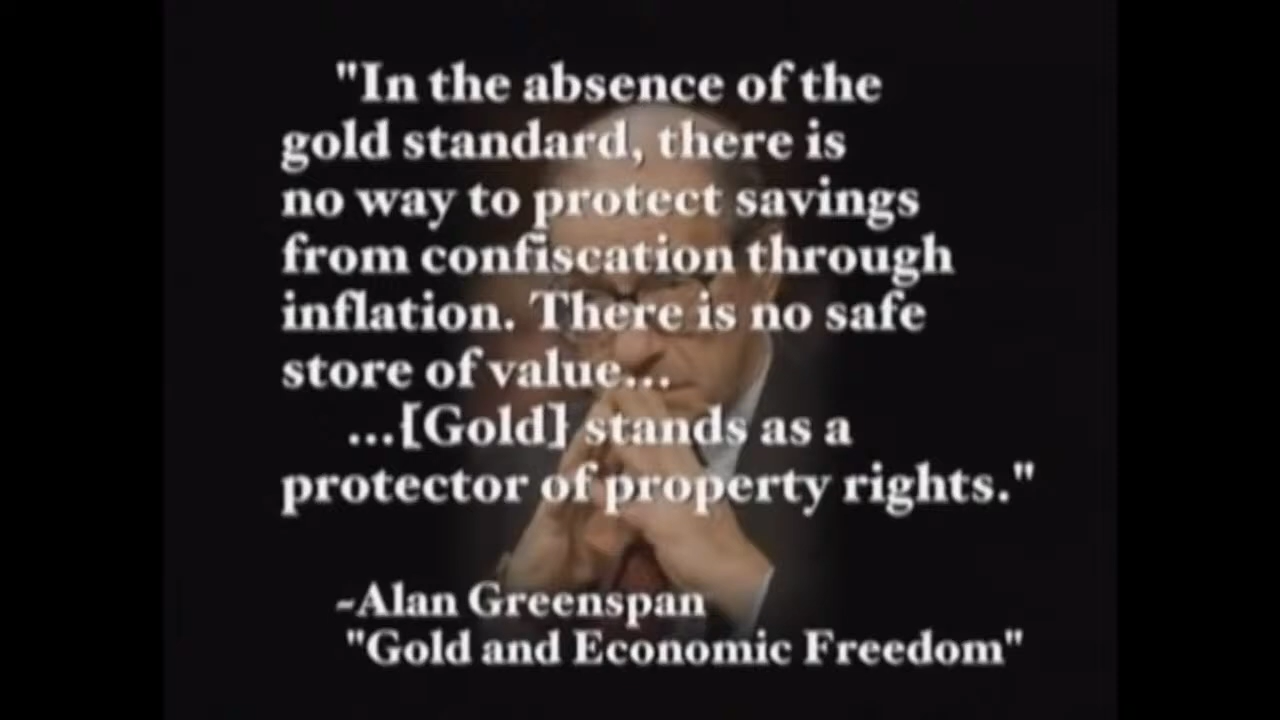 "In the absence of the
gold standard, there is
no way to protect savings
from confiscation through
inflation. There is no safe
store of value...
...[Gold] stands as a
protector of property rights."
~Alan Greenspan
"Gold and Economic Freedom"